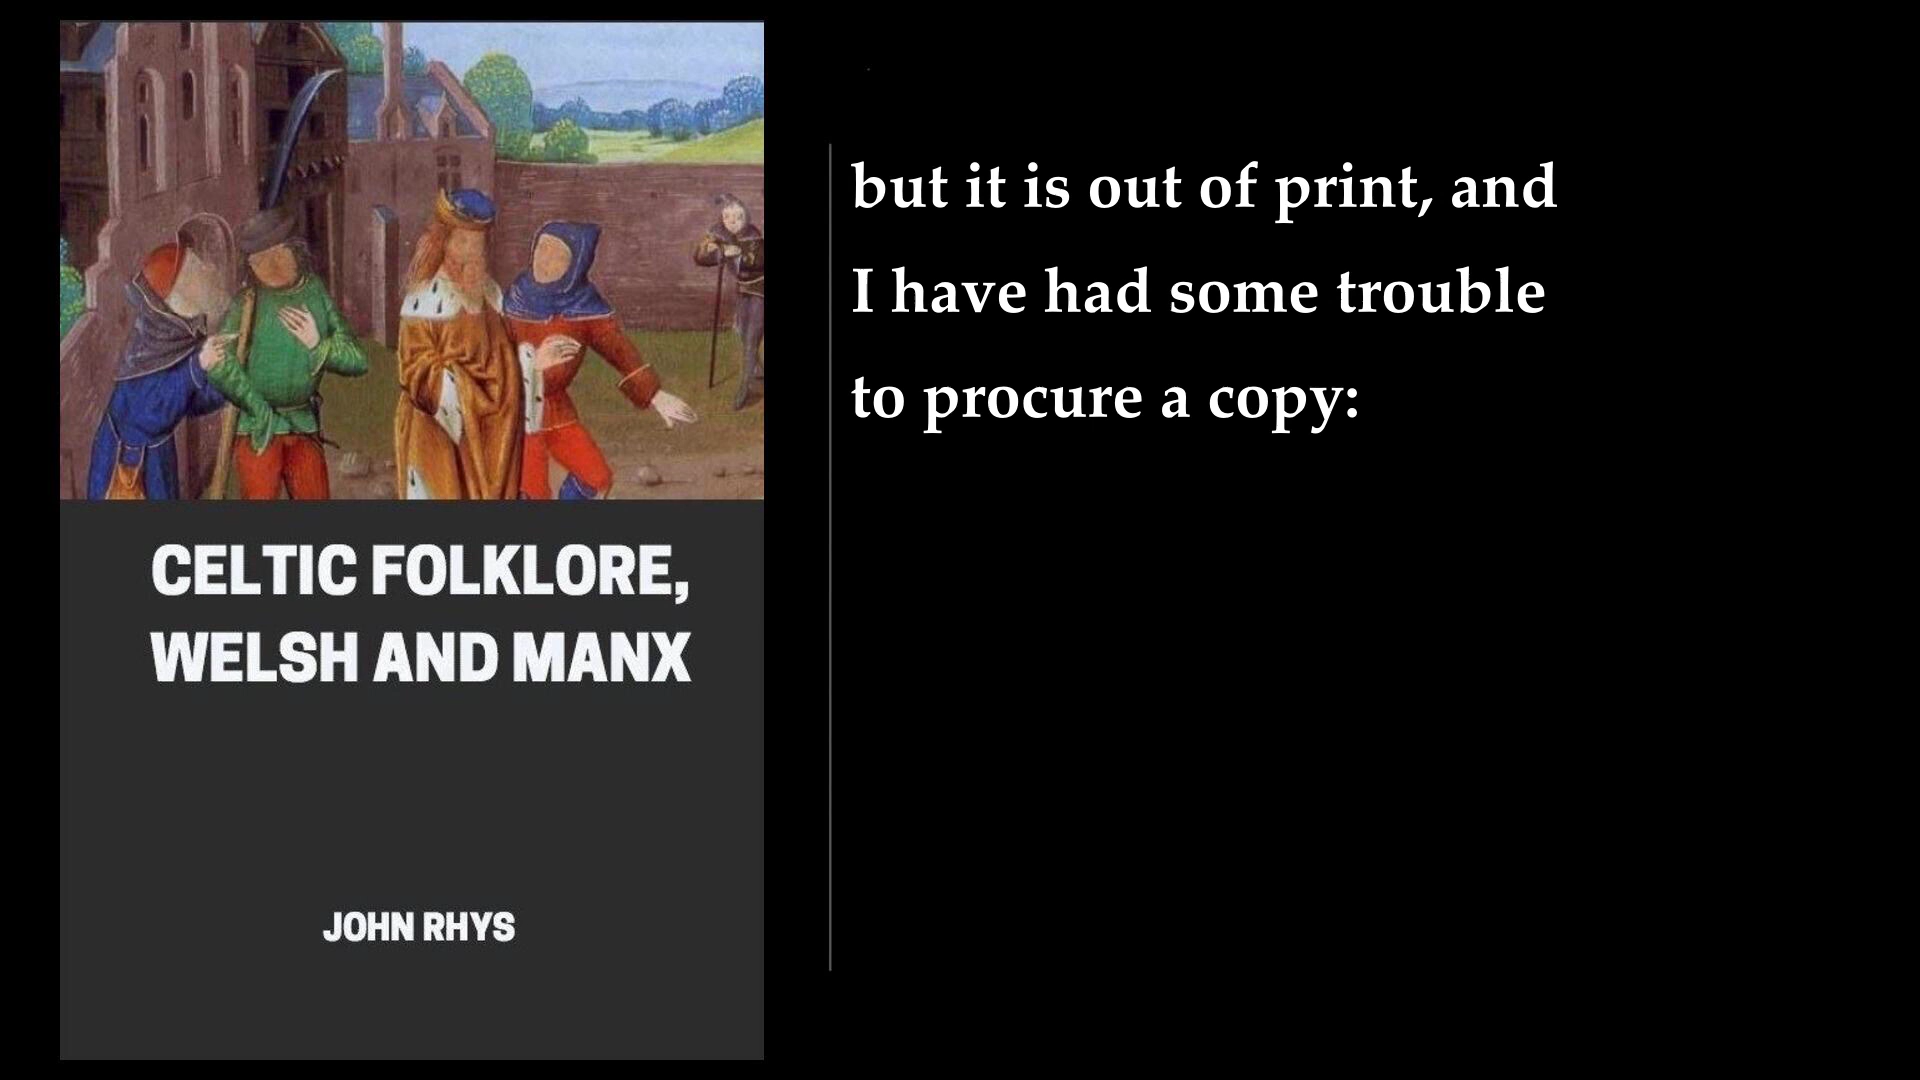 CELTIC FOLKLORE,
WELSH AND MANX
JOHN RHYS
but it is out of print, and
I have had some trouble
to procure a copy: